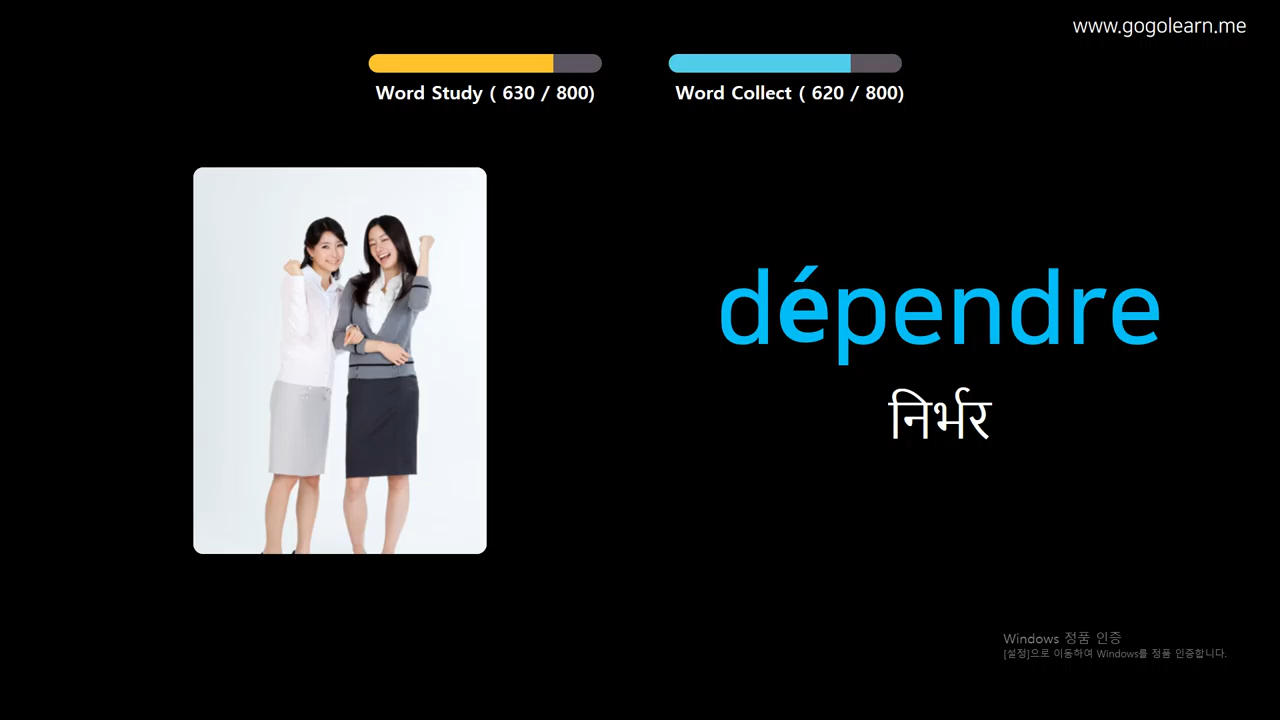 www.gogolearn.me
Word Study ( 630 / 800)
Word Collect ( 620 / 800)
dépendre
निर्भर
Windows 정품 인증
[설정]으로 이동하여 Windows를 정품 인증합니다.